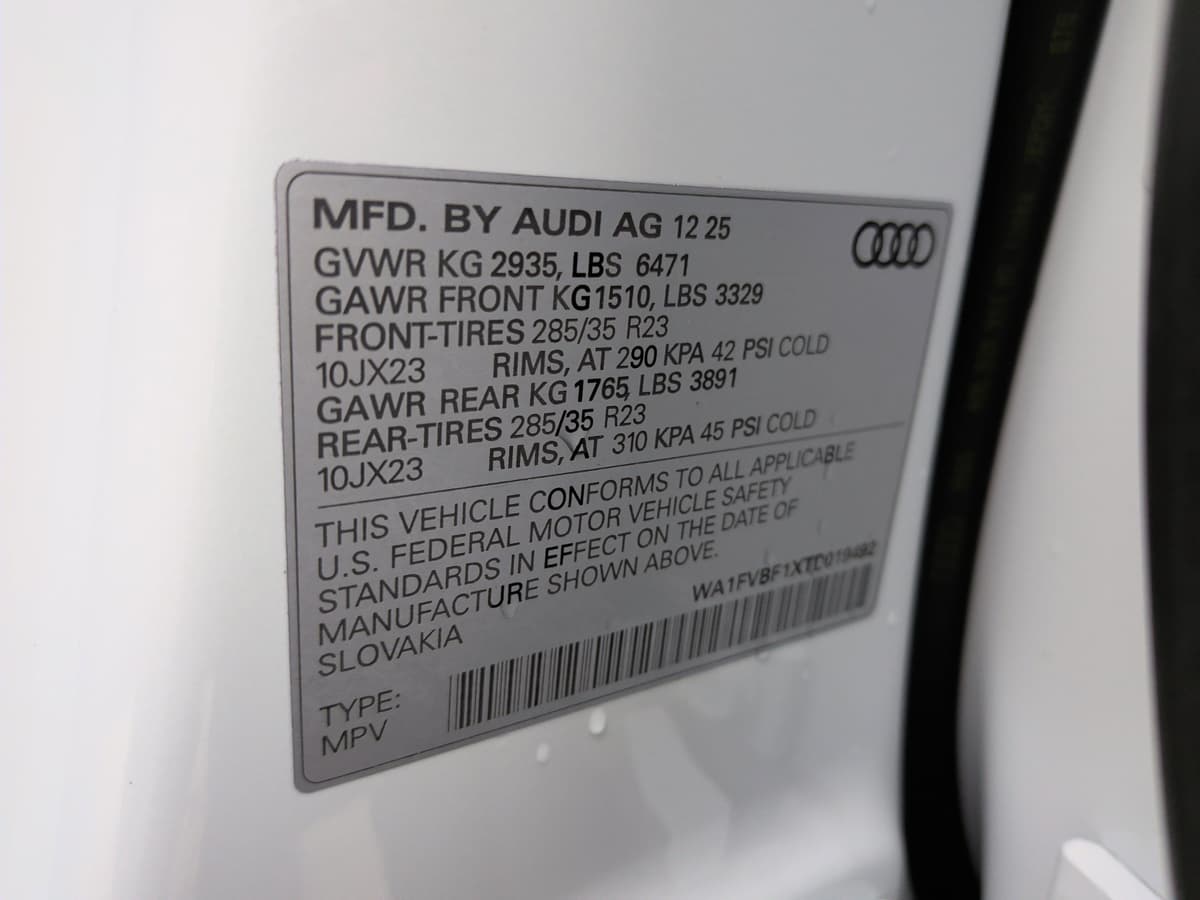 MFD. BY AUDI AG 12 25
GVWR KG 2935, LBS 6471
GAWR FRONT KG 1510, LBS 3329
FRONT-TIRES 285/35 R23
10JX23 RIMS, AT 290 KPA 42 PSI COLD
GAWR REAR KG 1765, LBS 3891
REAR-TIRES 285/35 R23
10JX23 RIMS, AT 310 KPA 45 PSI COLD
THIS VEHICLE CONFORMS TO ALL APPLICABLE
U.S. FEDERAL MOTOR VEHICLE SAFETY
STANDARDS IN EFFECT ON THE DATE OF
MANUFACTURE SHOWN ABOVE.
SLOVAKIA
WA1FVBF1XTD019492
TYPE:
MPV